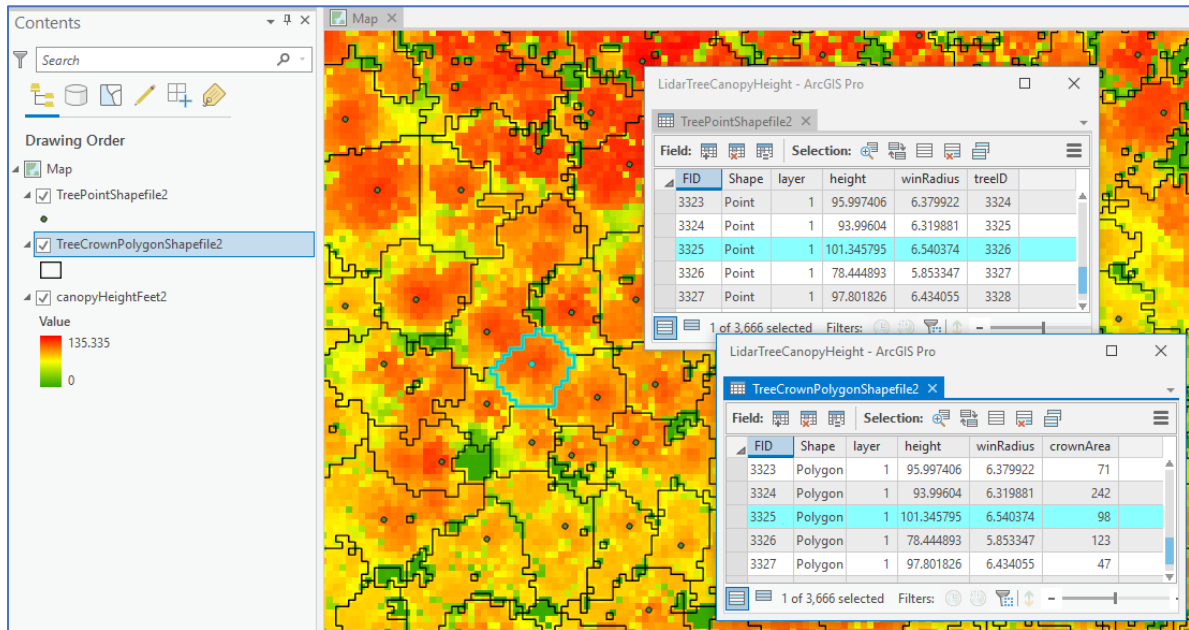 Contents
Search
Drawing Order
Map
TreePointShapefile2
TreeCrownPolygonShapefile2
canopyHeightFeet2
Value
135.335
0
Map
LidarTreeCanopyHeight - ArcGIS Pro
TreePointShapefile2
Field: Selection:
FID Shape layer height winRadius treeID
3323 Point 1 95.997406 6.379922 3324
3324 Point 1 93.99604 6.319881 3325
3325 Point 1 101.345795 6.540374 3326
3326 Point 1 78.444893 5.853347 3327
3327 Point 1 97.801826 6.434055 3328
1 of 3,666 selected Filters:
LidarTreeCanopyHeight - ArcGIS Pro
TreeCrownPolygonShapefile2
Field: Selection:
FID Shape layer height winRadius crownArea
3323 Polygon 1 95.997406 6.379922 71
3324 Polygon 1 93.99604 6.319881 242
3325 Polygon 1 101.345795 6.540374 98
3326 Polygon 1 78.444893 5.853347 123
3327 Polygon 1 97.801826 6.434055 47
1 of 3,666 selected Filters: